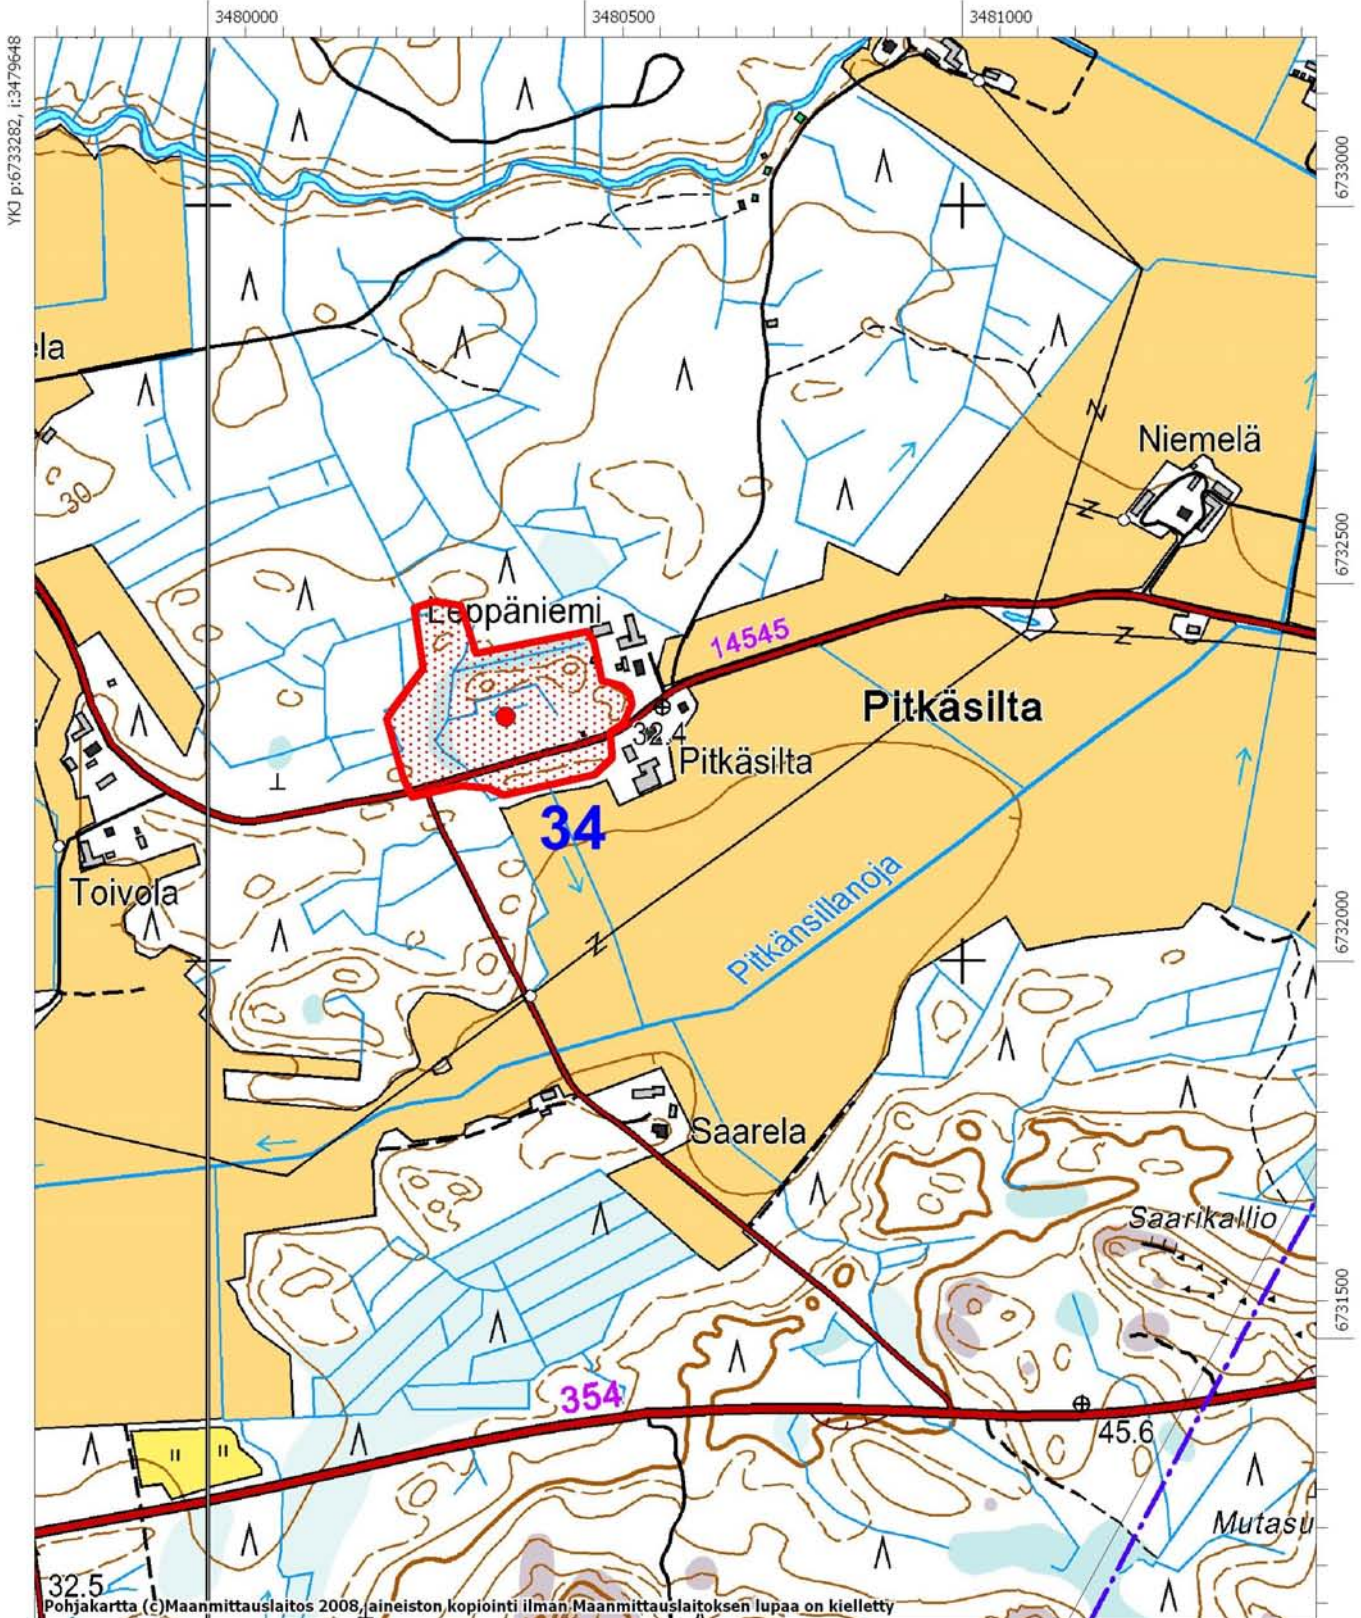 3480000
3480500
3481000
YKJ p:6733282, i:3479648
6733000
ela
Niemelä
30
6732500
Leppäniemi
14545
Pitkäsilta
32.4
Pitkäsilta
34
Pitkänsillanoja
Toivola
6732000
Saarela
Saarikallio
6731500
354
45.6
Mutasu
32.5
Pohjakartta (c)Maanmittauslaitos 2008, aineiston kopiointi ilman Maanmittauslaitoksen lupaa on kielletty